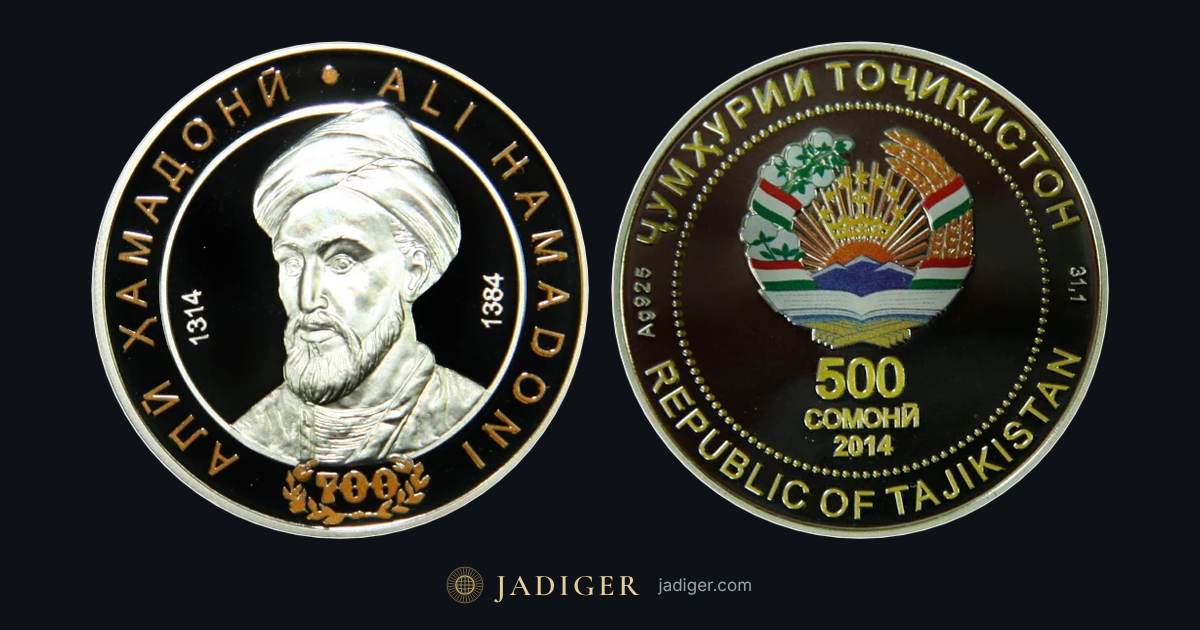 АЛӢ ҲАМАДОНӢ • ALI HAMADONI
1314
1384
700
ҶУМҲУРИИ ТОҶИКИСТОН
Ag925
31,1
500
СОМОНӢ
2014
REPUBLIC OF TAJIKISTAN
JADIGER jadiger.com